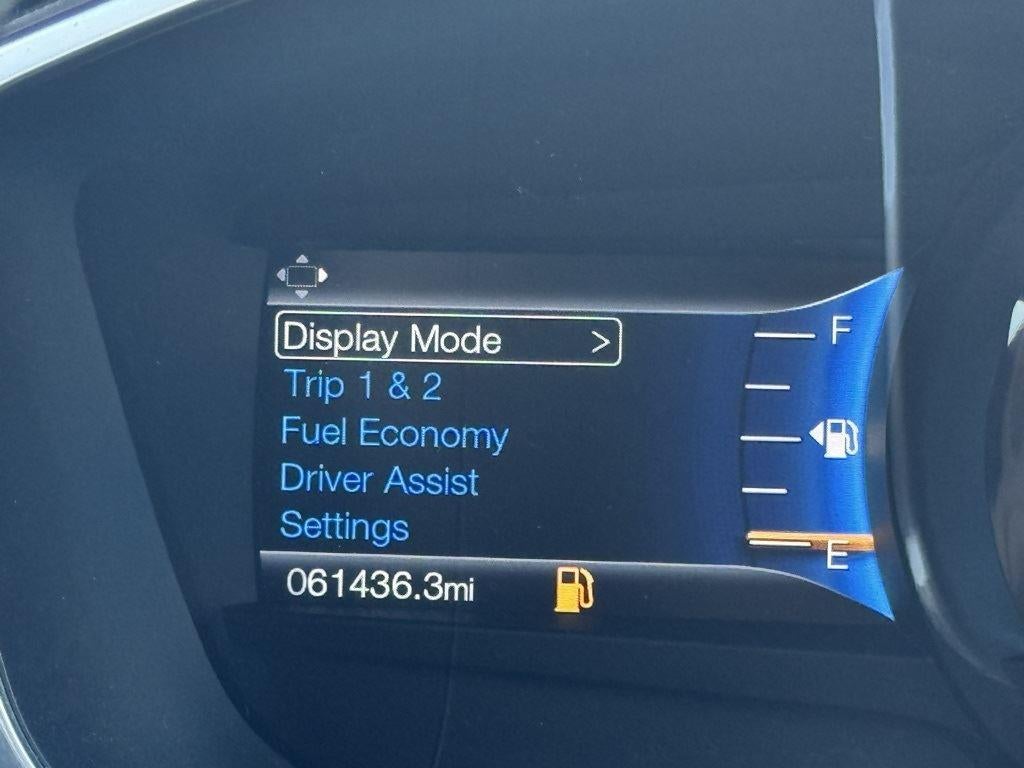 Display Mode >
Trip 1 & 2
Fuel Economy
Driver Assist
Settings
061436.3mi
F
E